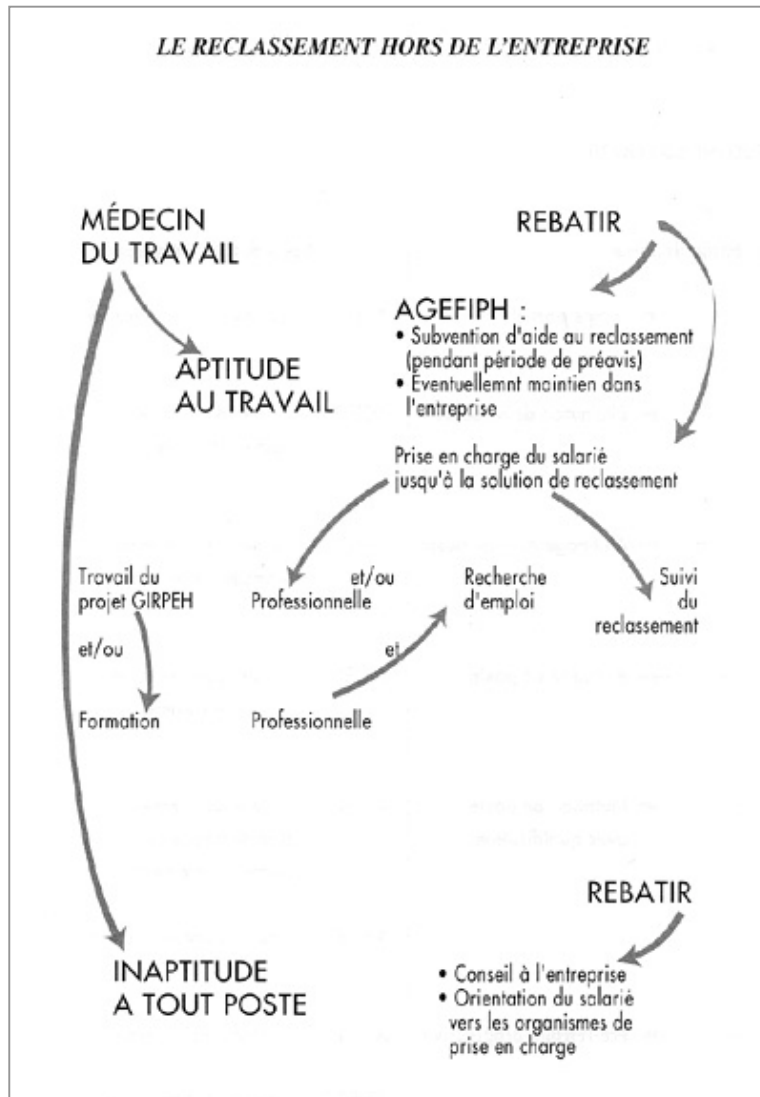 LE RECLASSEMENT HORS DE L'ENTREPRISE
MÉDECIN
DU TRAVAIL
REBATIR
APTITUDE
AU TRAVAIL
AGEFIPH :
• Subvention d'aide au reclassement
(pendant période de préavis)
• Eventuellemnt maintien dans
l'entreprise
Prise en charge du salarié
jusqu'à la solution de reclassement
Travail du
projet GIRPEH
et/ou
Professionnelle
Recherche
d'emploi
Suivi
du
reclassement
et/ou
et
Formation
Professionnelle
REBATIR
INAPTITUDE
A TOUT POSTE
• Conseil à l'entreprise
• Orientation du salarié
vers les organismes de
prise en charge